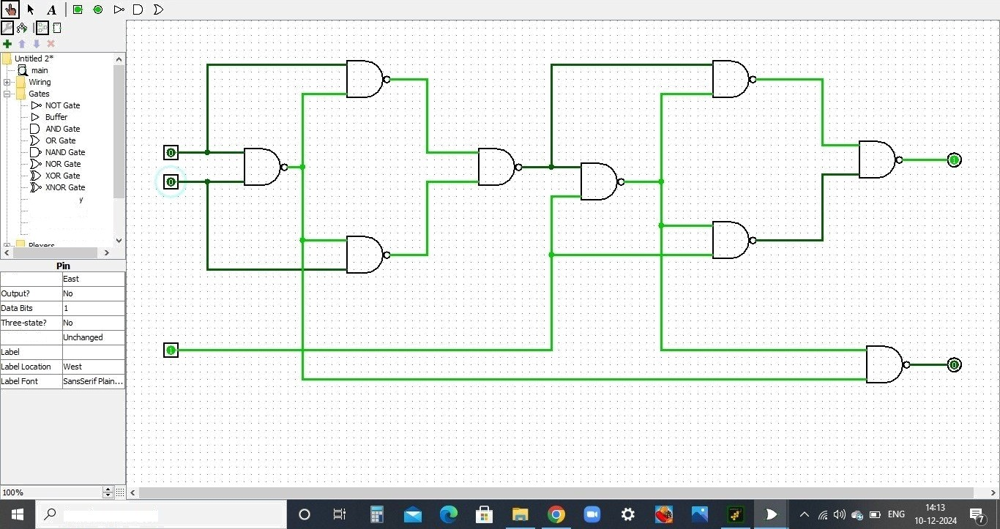 A
Untitled 2*
main
Wiring
Gates
NOT Gate
Buffer
AND Gate
OR Gate
NAND Gate
NOR Gate
XOR Gate
XNOR Gate
y
Plexers
Pin
East
Output? No
Data Bits 1
Three-state? No
Unchanged
Label
Label Location West
Label Font SansSerif Plain...
100%
0
0
1
1
0
ENG
14:13
10-12-2024
7